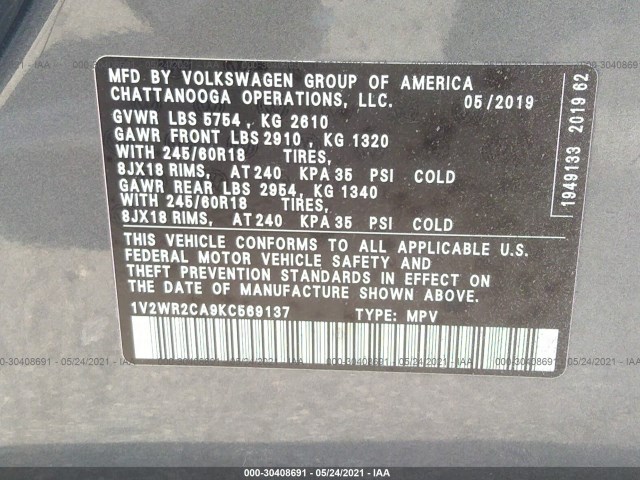 MFD BY VOLKSWAGEN GROUP OF AMERICA
CHATTANOOGA OPERATIONS, LLC. 05/2019
GVWR LBS 5754 , KG 2610
GAWR FRONT LBS 2910 , KG 1320
WITH 245/60R18 TIRES,
8JX18 RIMS, AT 240 KPA 35 PSI COLD
GAWR REAR LBS 2954, KG 1340
WITH 245/60R18 TIRES,
8JX18 RIMS, AT 240 KPA 35 PSI COLD
THIS VEHICLE CONFORMS TO ALL APPLICABLE U.S.
FEDERAL MOTOR VEHICLE SAFETY AND
THEFT PREVENTION STANDARDS IN EFFECT ON
THE DATE OF MANUFACTURE SHOWN ABOVE.
1V2WR2CA9KC569137 TYPE: MPV
1949133 2019 62
000-30408691 - 05/24/2021 - IAA